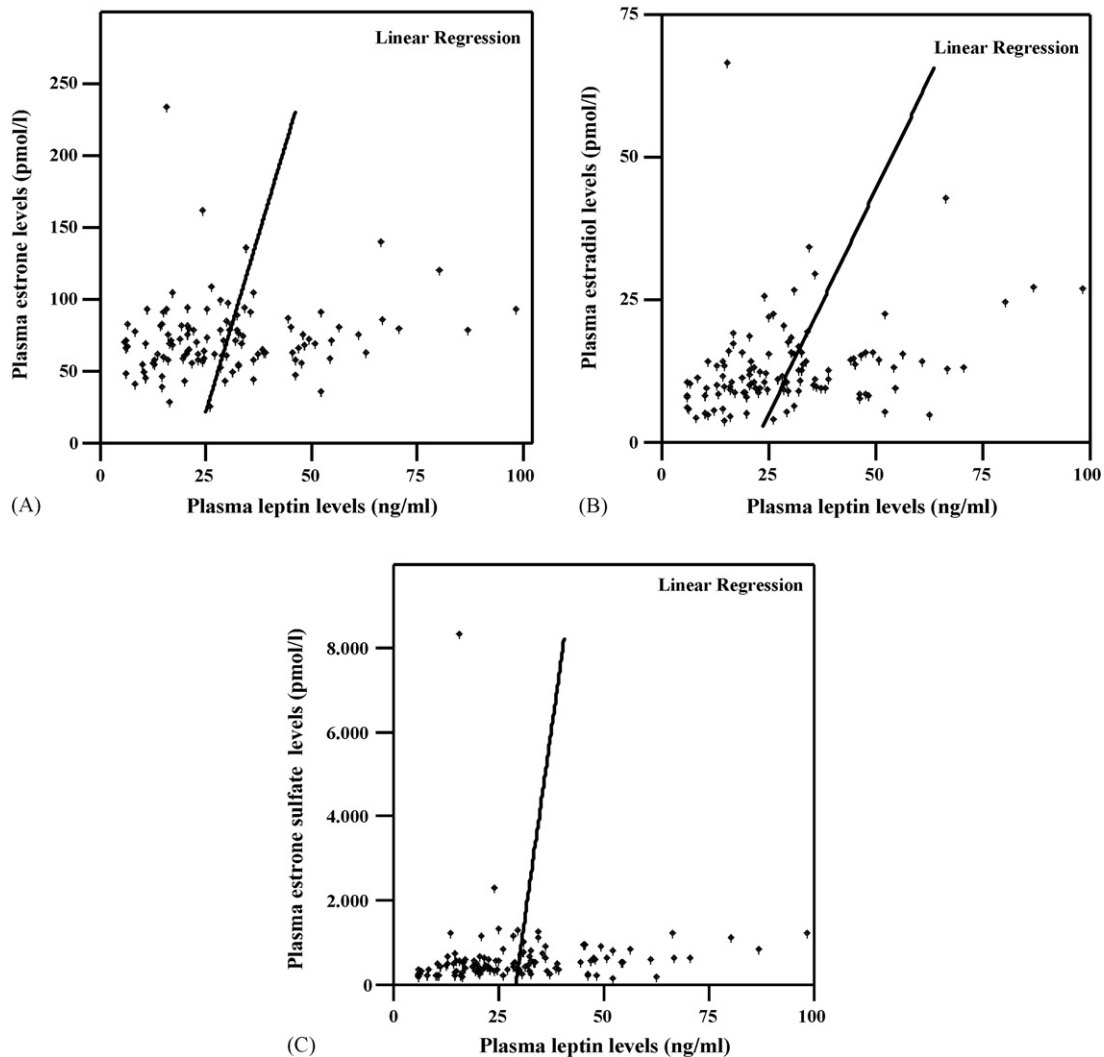 Linear Regression
Plasma estrone levels (pmol/l)
250
200
150
100
50
0
0 25 50 75 100
Plasma leptin levels (ng/ml)
(A)
Linear Regression
Plasma estradiol levels (pmol/l)
75
50
25
0
0 25 50 75 100
Plasma leptin levels (ng/ml)
(B)
Linear Regression
Plasma estrone sulfate levels (pmol/l)
8.000
6.000
4.000
2.000
0
0 25 50 75 100
Plasma leptin levels (ng/ml)
(C)